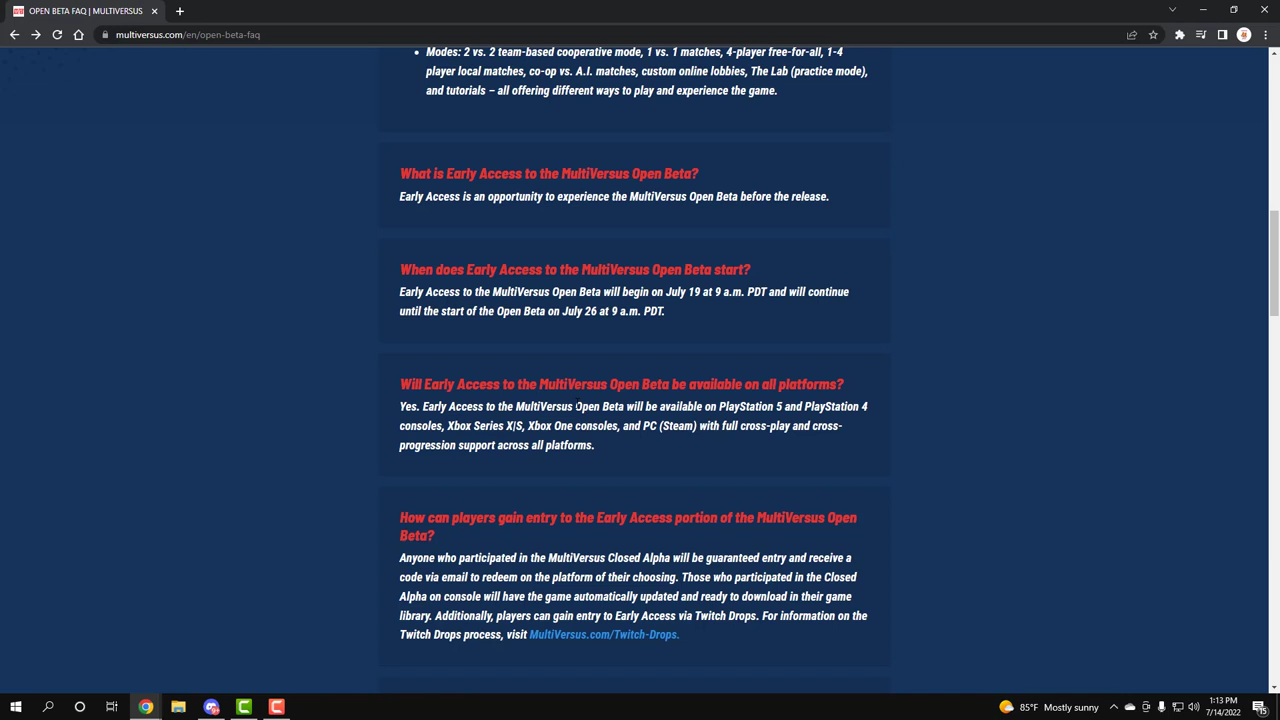 OPEN BETA FAQ | MULTIVERSUS
multiversus.com/en/open-beta-faq
• Modes: 2 vs. 2 team-based cooperative mode, 1 vs. 1 matches, 4-player free-for-all, 1-4
player local matches, co-op vs. A.I. matches, custom online lobbies, The Lab (practice mode),
and tutorials – all offering different ways to play and experience the game.
What is Early Access to the MultiVersus Open Beta?
Early Access is an opportunity to experience the MultiVersus Open Beta before the release.
When does Early Access to the MultiVersus Open Beta start?
Early Access to the MultiVersus Open Beta will begin on July 19 at 9 a.m. PDT and will continue
until the start of the Open Beta on July 26 at 9 a.m. PDT.
Will Early Access to the MultiVersus Open Beta be available on all platforms?
Yes. Early Access to the MultiVersus Open Beta will be available on PlayStation 5 and PlayStation 4
consoles, Xbox Series X|S, Xbox One consoles, and PC (Steam) with full cross-play and cross-
progression support across all platforms.
How can players gain entry to the Early Access portion of the MultiVersus Open
Beta?
Anyone who participated in the MultiVersus Closed Alpha will be guaranteed entry and receive a
code via email to redeem on the platform of their choosing. Those who participated in the Closed
Alpha on console will have the game automatically updated and ready to download in their game
library. Additionally, players can gain entry to Early Access via Twitch Drops. For information on the
Twitch Drops process, visit MultiVersus.com/Twitch-Drops.
85°F Mostly sunny
1:13 PM
7/14/2022
15